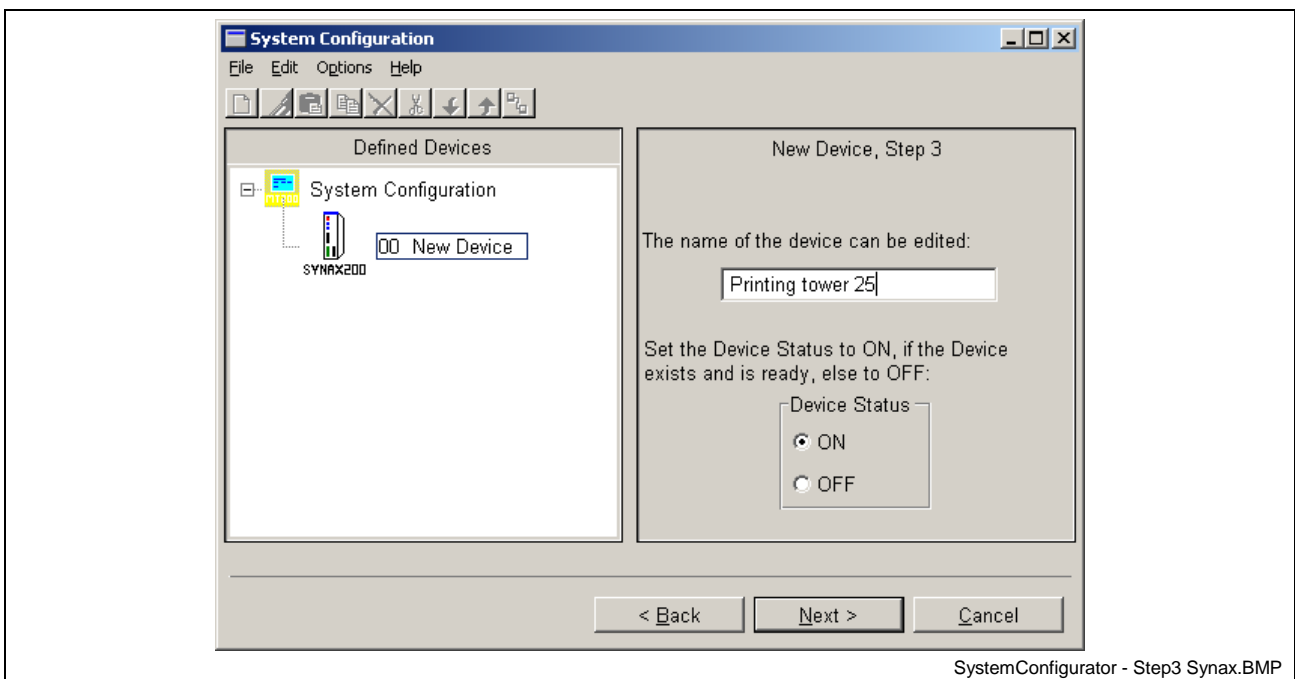 System Configuration
File Edit Options Help
Defined Devices
System Configuration
00 New Device
SYNAX200
New Device, Step 3
The name of the device can be edited:
Printing tower 25
Set the Device Status to ON, if the Device
exists and is ready, else to OFF:
Device Status
ON
OFF
< Back
Next >
Cancel
SystemConfigurator - Step3 Synax.BMP